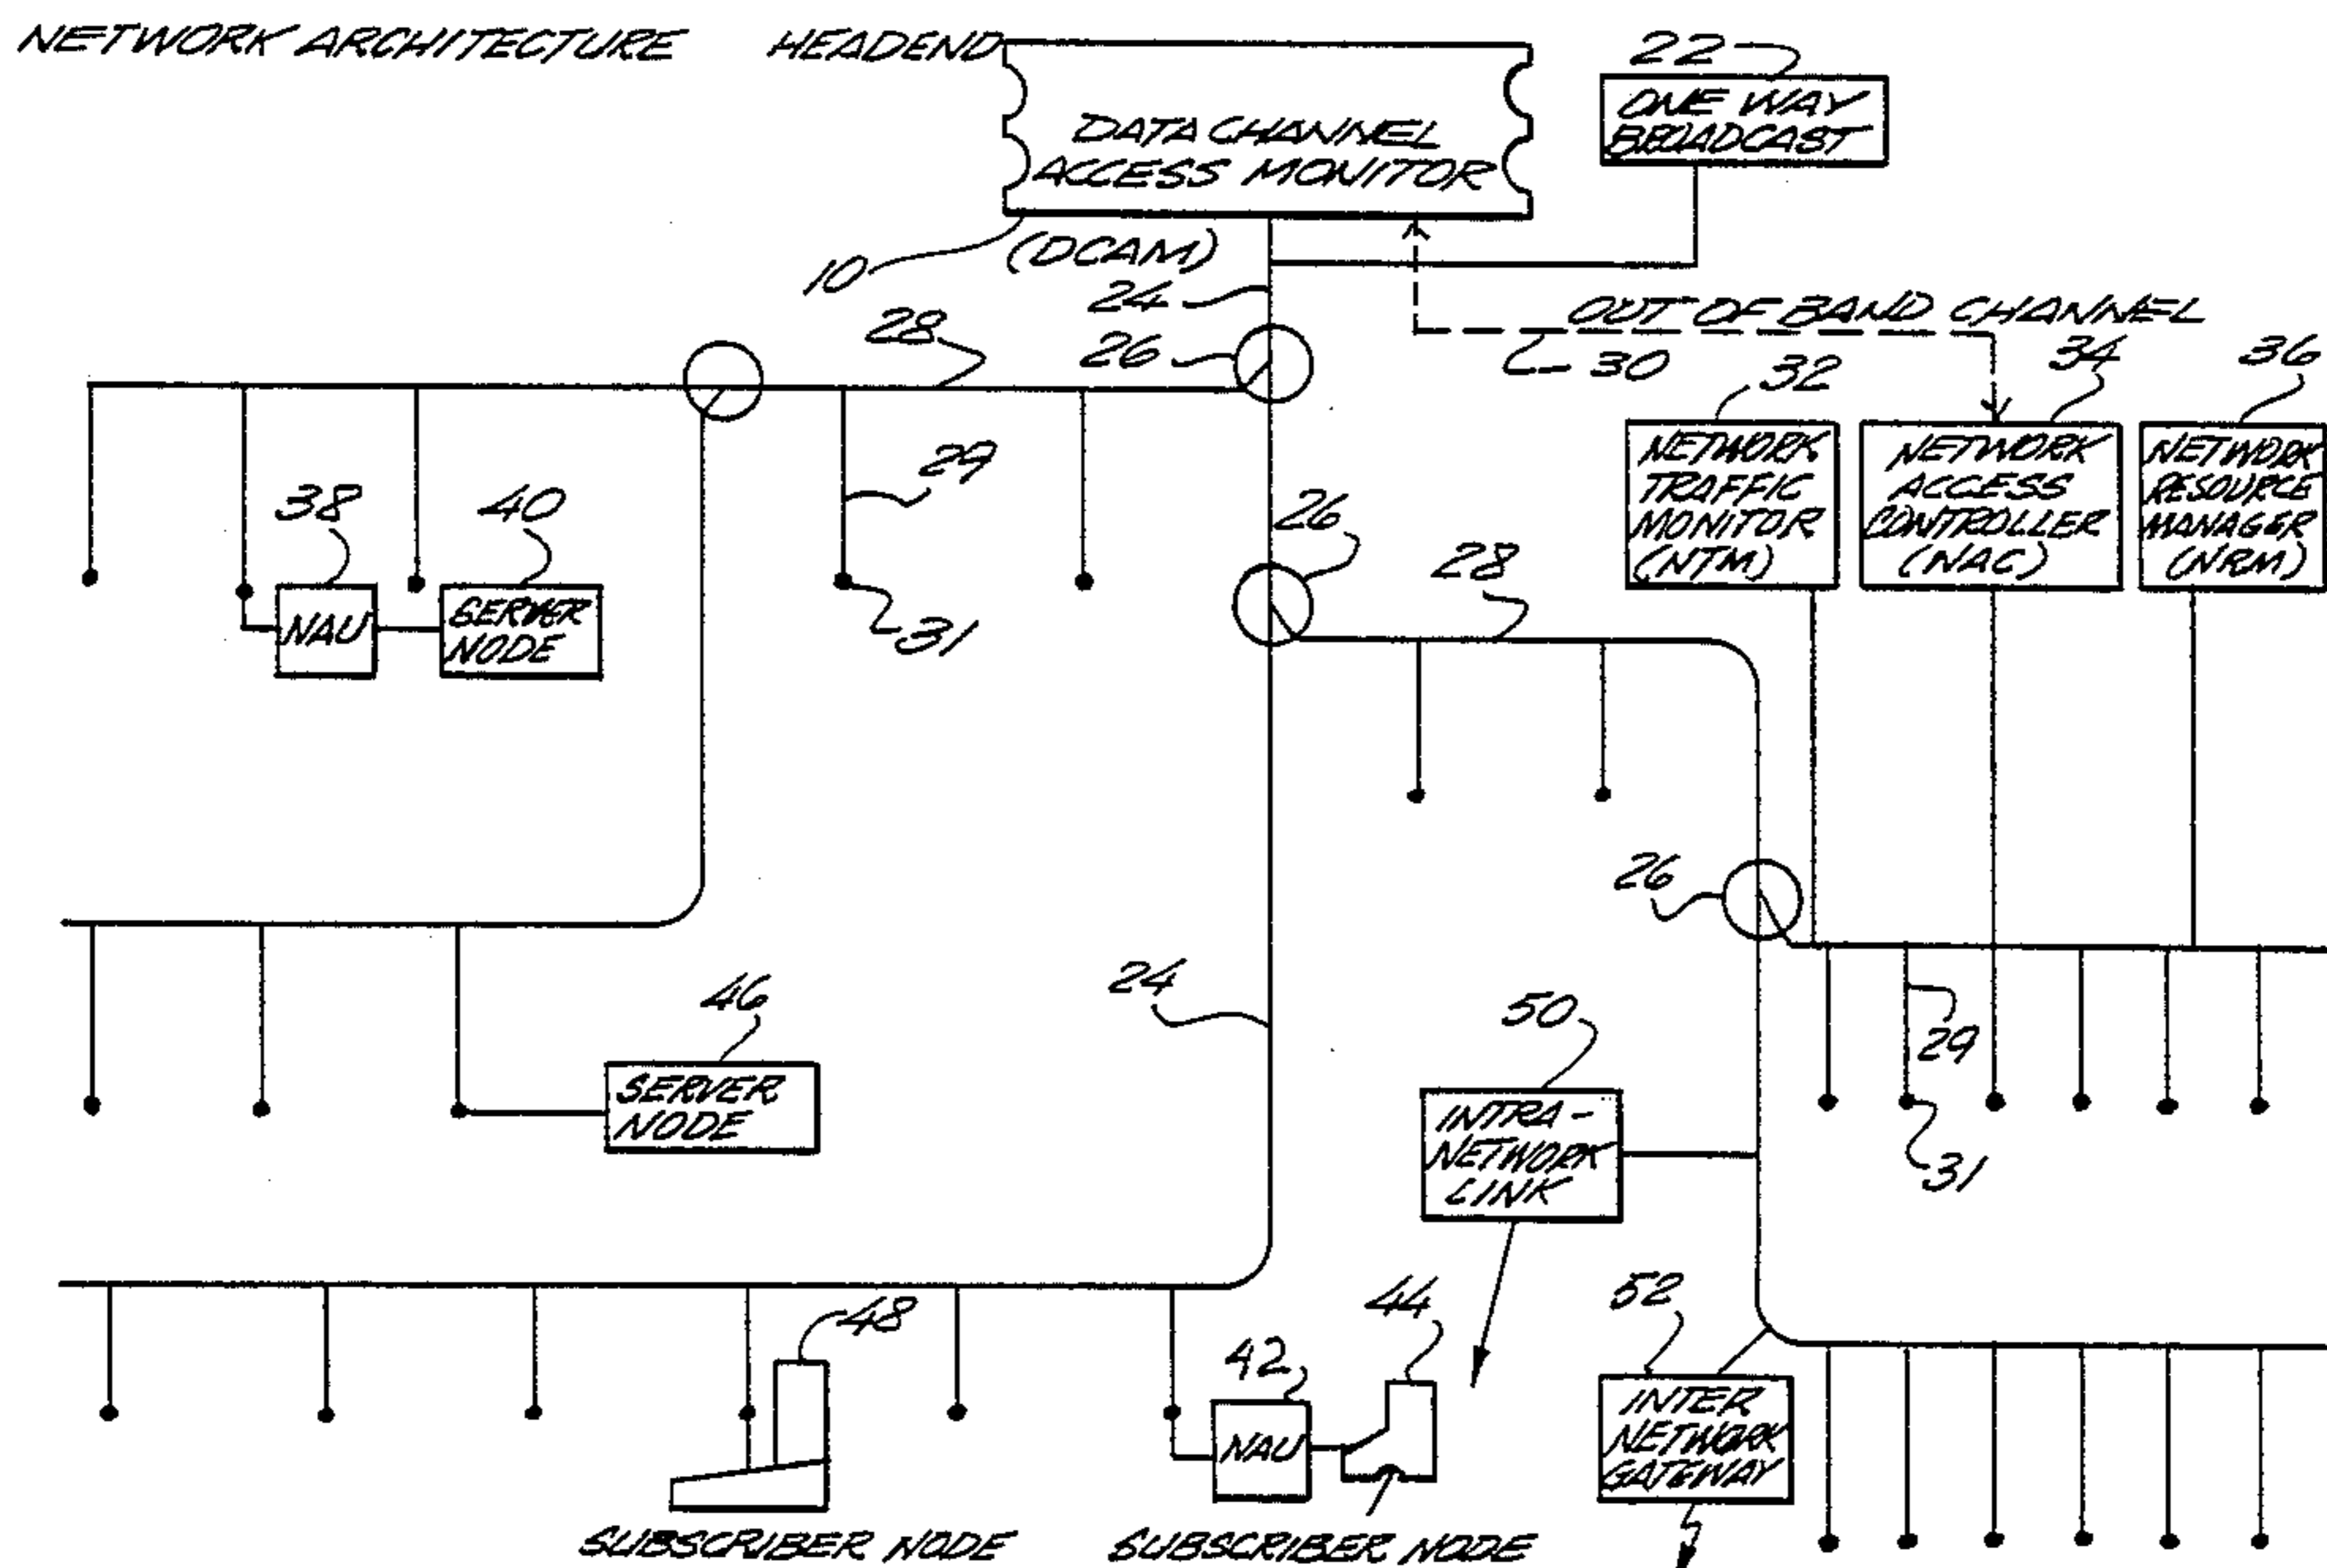 NETWORK ARCHITECTURE
HEADEND
DATA CHANNEL
ACCESS MONITOR
(DCAM)
10
22
ONE WAY
BROADCAST
24
26
28
OUT OF BAND CHANNEL
30
32
34
36
NETWORK
TRAFFIC
MONITOR
(NTM)
NETWORK
ACCESS
CONTROLLER
(NAC)
NETWORK
RESOURCE
MANAGER
(NRM)
29
38
40
NAU
SERVER
NODE
31
26
28
26
24
46
SERVER
NODE
50
INTRA-
NETWORK
LINK
29
31
48
SUBSCRIBER NODE
42
NAU
44
SUBSCRIBER NODE
52
INTER
NETWORK
GATEWAY